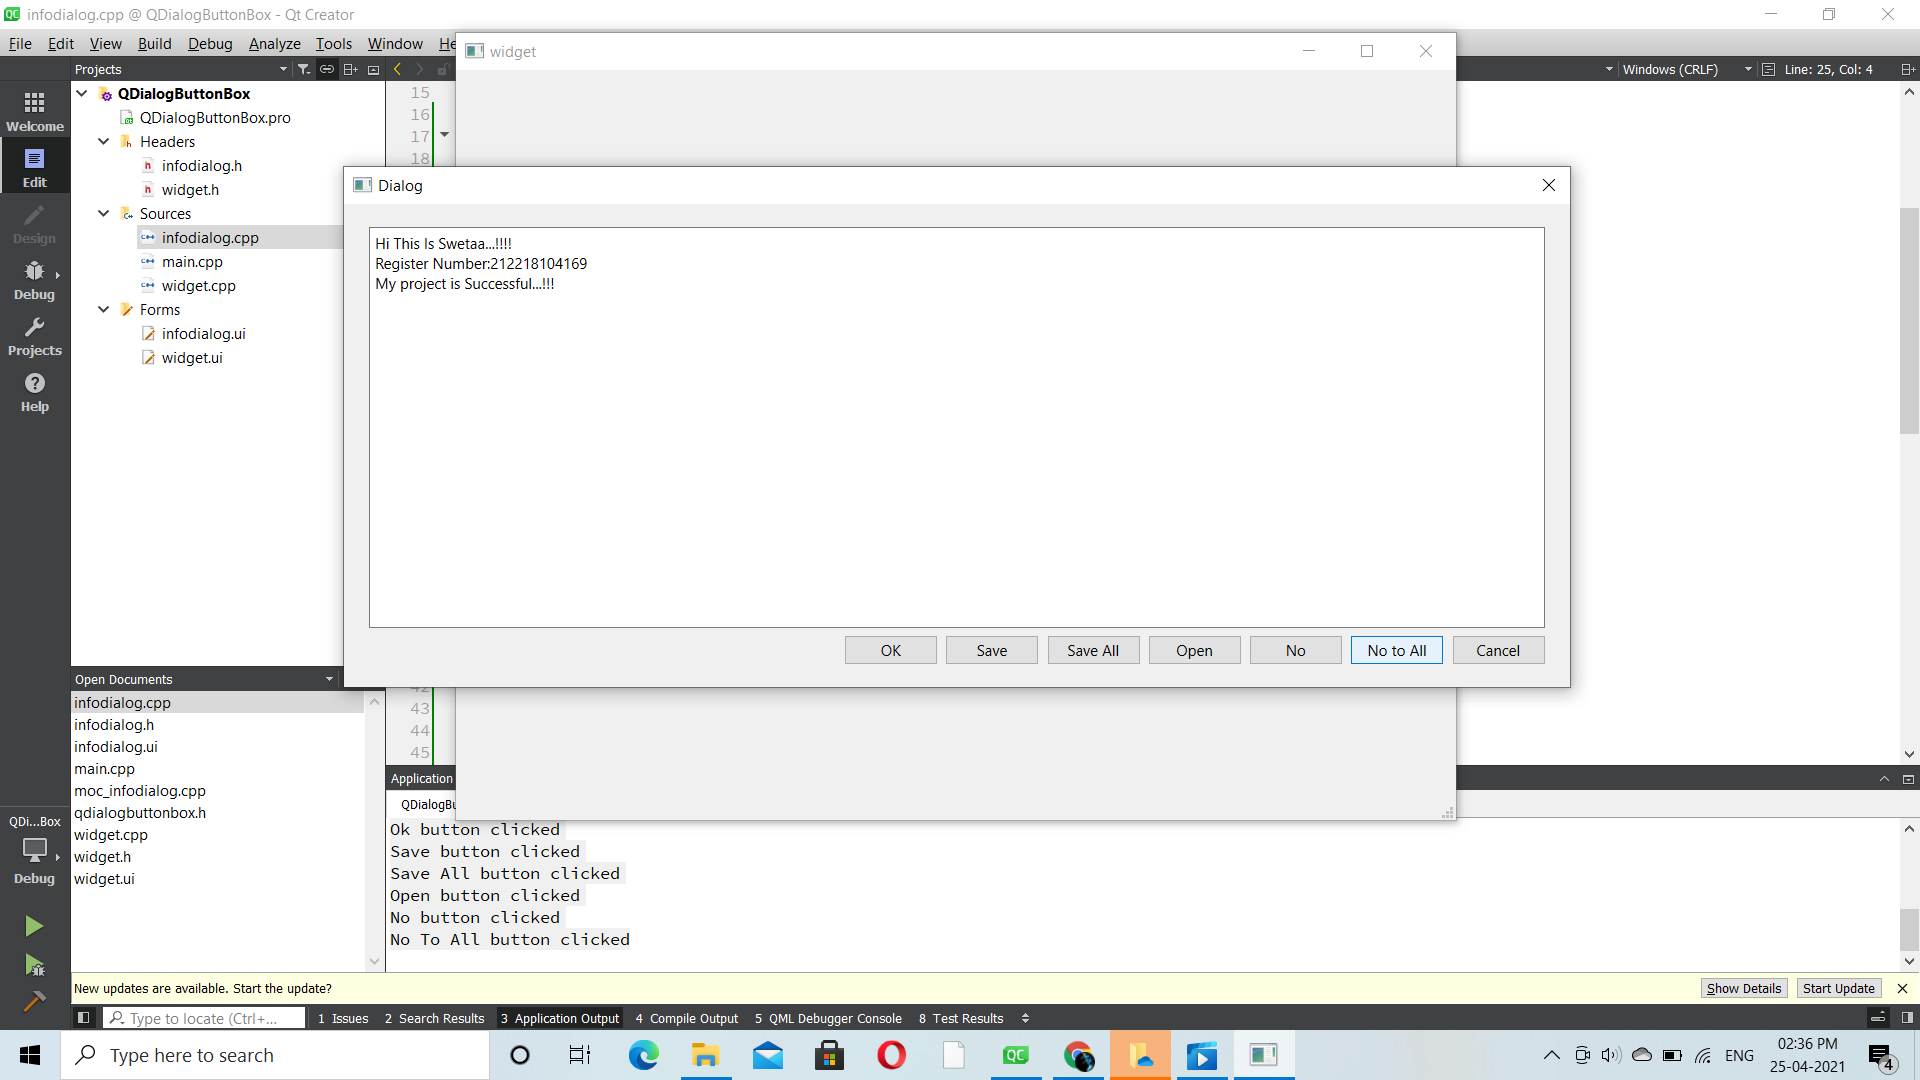 infodialog.cpp @ QDialogButtonBox - Qt Creator
File Edit View Build Debug Analyze Tools Window He
widget
Projects
Windows (CRLF)
Line: 25, Col: 4
Welcome
Edit
Design
Debug
Projects
Help
QDialogButtonBox
QDialogButtonBox.pro
Headers
infodialog.h
widget.h
Sources
infodialog.cpp
main.cpp
widget.cpp
Forms
infodialog.ui
widget.ui
15
16
17
18
Dialog
Hi This Is Swetaa...!!!!
Register Number:212218104169
My project is Successful...!!!
OK Save Save All Open No No to All Cancel
42
43
44
45
Open Documents
infodialog.cpp
infodialog.h
infodialog.ui
main.cpp
moc_infodialog.cpp
qdialogbuttonbox.h
widget.cpp
widget.h
widget.ui
QDi...Box
Debug
Application
QDialogBu
Ok button clicked
Save button clicked
Save All button clicked
Open button clicked
No button clicked
No To All button clicked
New updates are available. Start the update?
Show Details Start Update
Type to locate (Ctrl+...
1 Issues 2 Search Results 3 Application Output 4 Compile Output 5 QML Debugger Console 8 Test Results
Type here to search
QC
ENG
02:36 PM
25-04-2021
4